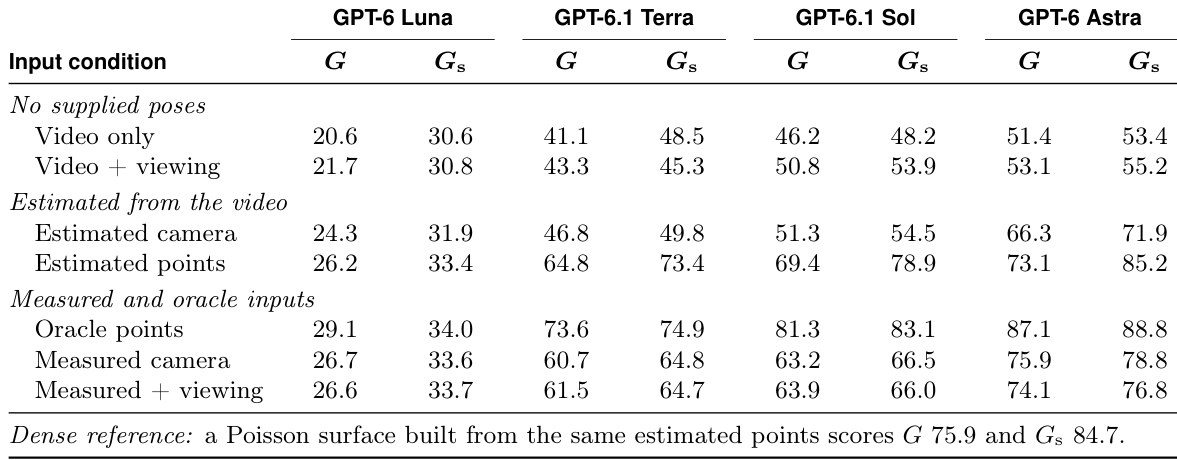 GPT-6 Luna GPT-6.1 Terra GPT-6.1 Sol GPT-6 Astra
Input condition G Gs G Gs G Gs G Gs
No supplied poses
Video only 20.6 30.6 41.1 48.5 46.2 48.2 51.4 53.4
Video + viewing 21.7 30.8 43.3 45.3 50.8 53.9 53.1 55.2
Estimated from the video
Estimated camera 24.3 31.9 46.8 49.8 51.3 54.5 66.3 71.9
Estimated points 26.2 33.4 64.8 73.4 69.4 78.9 73.1 85.2
Measured and oracle inputs
Oracle points 29.1 34.0 73.6 74.9 81.3 83.1 87.1 88.8
Measured camera 26.7 33.6 60.7 64.8 63.2 66.5 75.9 78.8
Measured + viewing 26.6 33.7 61.5 64.7 63.9 66.0 74.1 76.8
Dense reference: a Poisson surface built from the same estimated points scores G 75.9 and Gs 84.7.